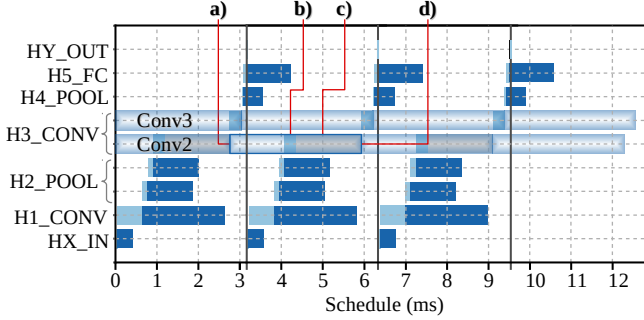 a) b) c) d)
HY_OUT
H5_FC
H4_POOL
Conv3
H3_CONV
Conv2
H2_POOL
H1_CONV
HX_IN
0 1 2 3 4 5 6 7 8 9 10 11 12
Schedule (ms)